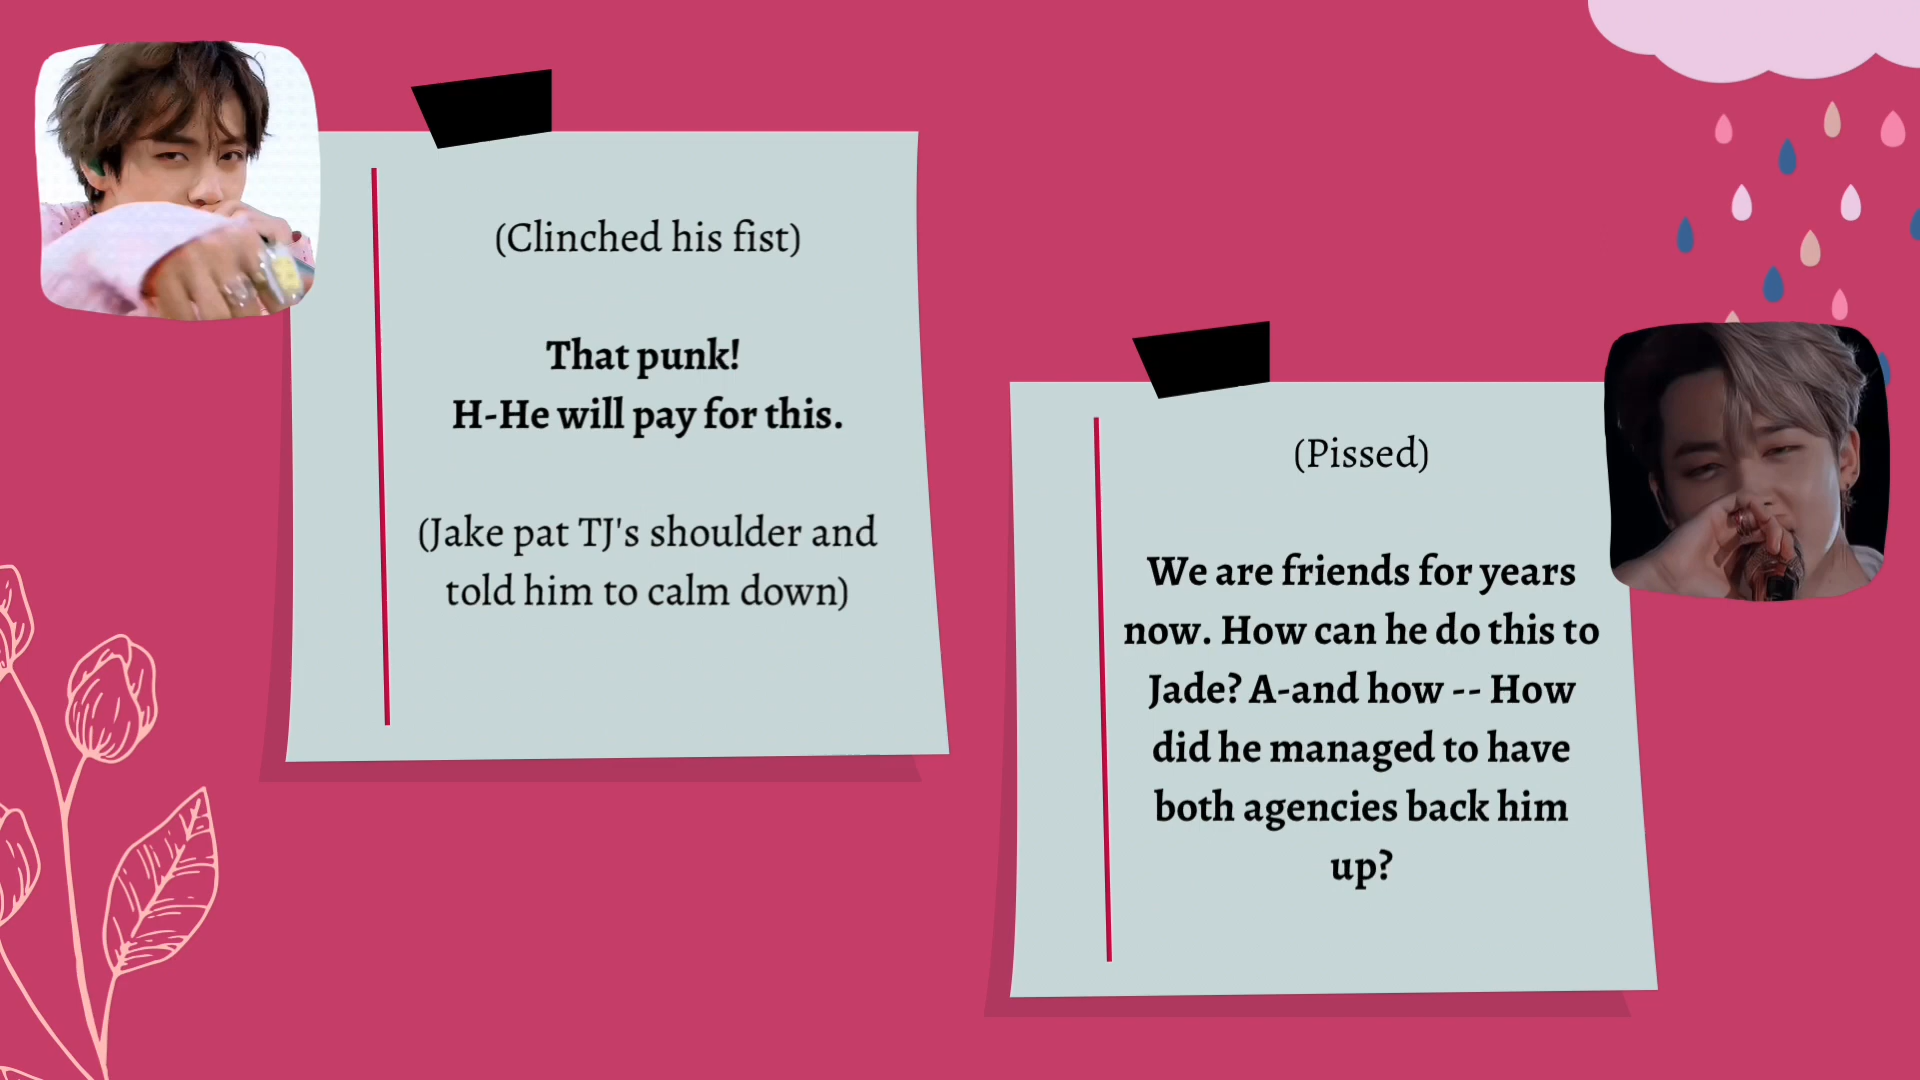 (Clinched his fist)
That punk!
H-He will pay for this.
(Jake pat TJ's shoulder and
told him to calm down)
(Pissed)
We are friends for years
now. How can he do this to
Jade? A-and how -- How
did he managed to have
both agencies back him
up?